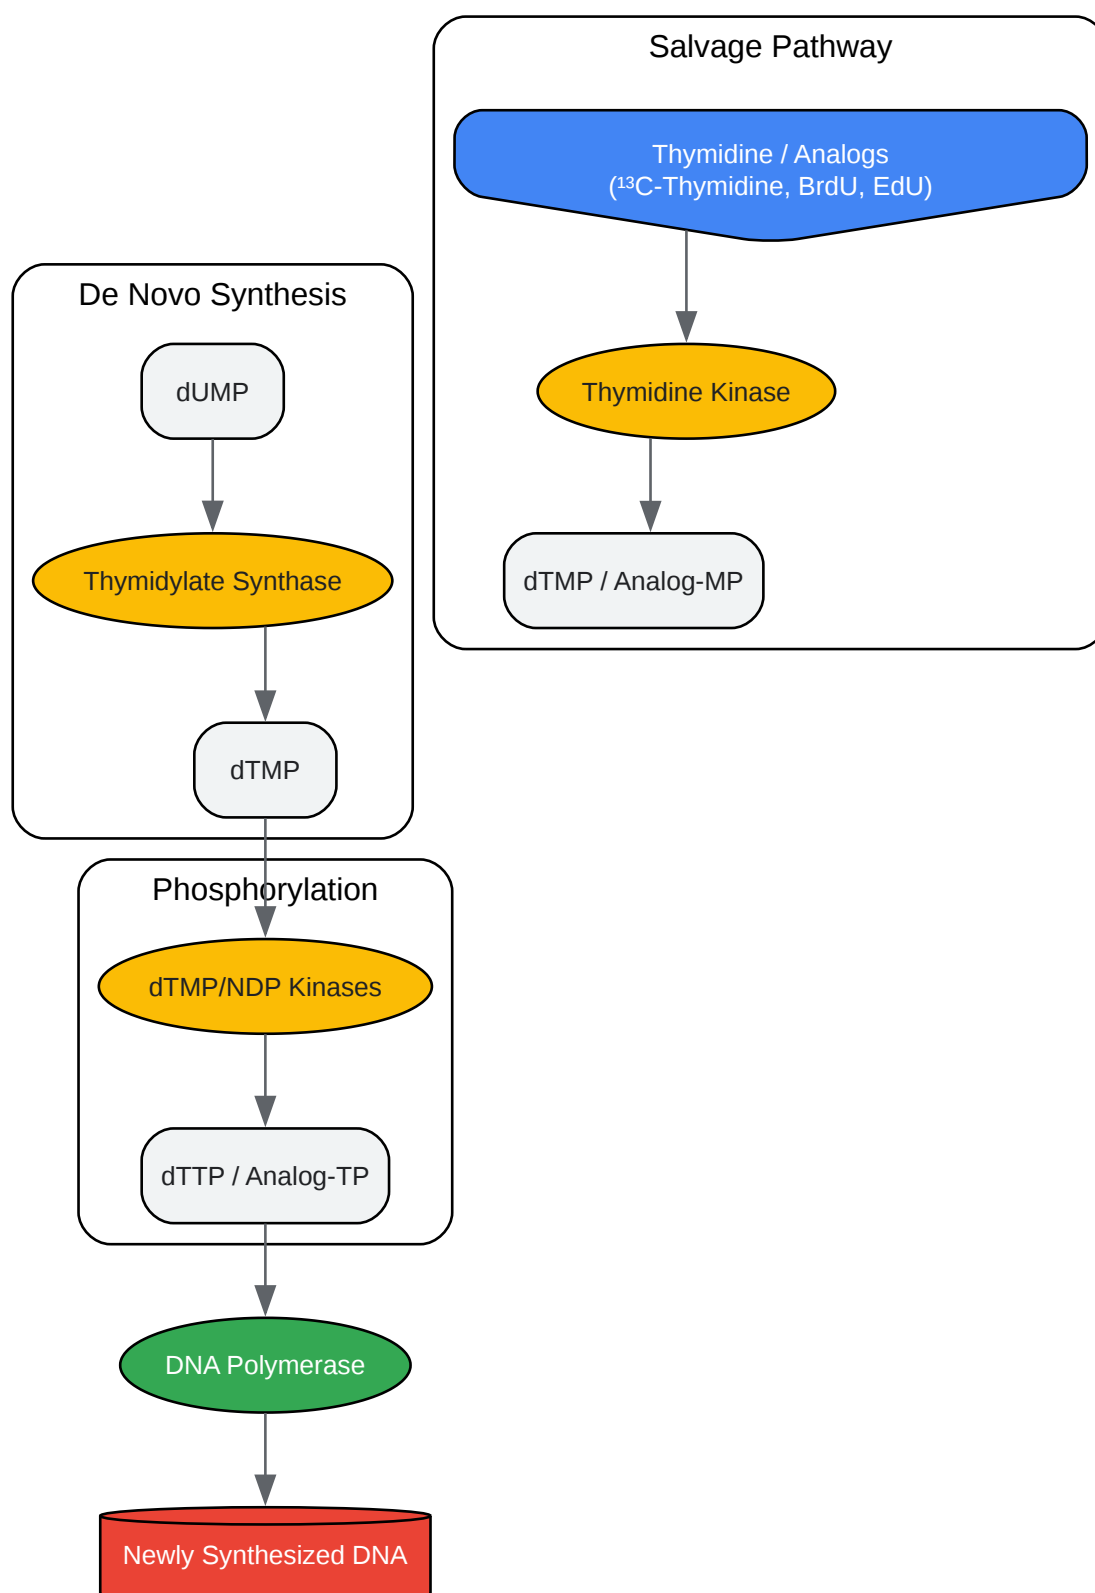 Salvage Pathway
Thymidine / Analogs
(¹³C-Thymidine, BrdU, EdU)
Thymidine Kinase
dTMP / Analog-MP
De Novo Synthesis
dUMP
Thymidylate Synthase
dTMP
Phosphorylation
dTMP/NDP Kinases
dTTP / Analog-TP
DNA Polymerase
Newly Synthesized DNA